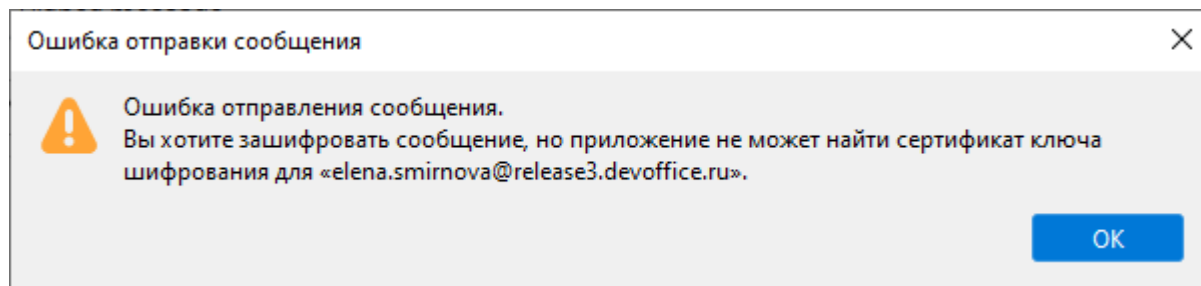 Ошибка отправки сообщения
Ошибка отправления сообщения.
Вы хотите зашифровать сообщение, но приложение не может найти сертификат ключа
шифрования для «elena.smirnova@release3.devoffice.ru».
ОК